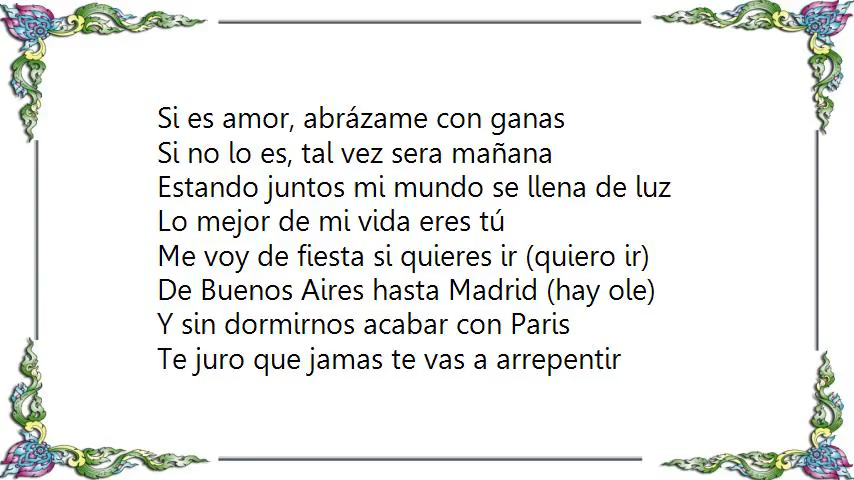 Si es amor, abrázame con ganas
Si no lo es, tal vez sera mañana
Estando juntos mi mundo se llena de luz
Lo mejor de mi vida eres tú
Me voy de fiesta si quieres ir (quiero ir)
De Buenos Aires hasta Madrid (hay ole)
Y sin dormirnos acabar con Paris
Te juro que jamas te vas a arrepentir